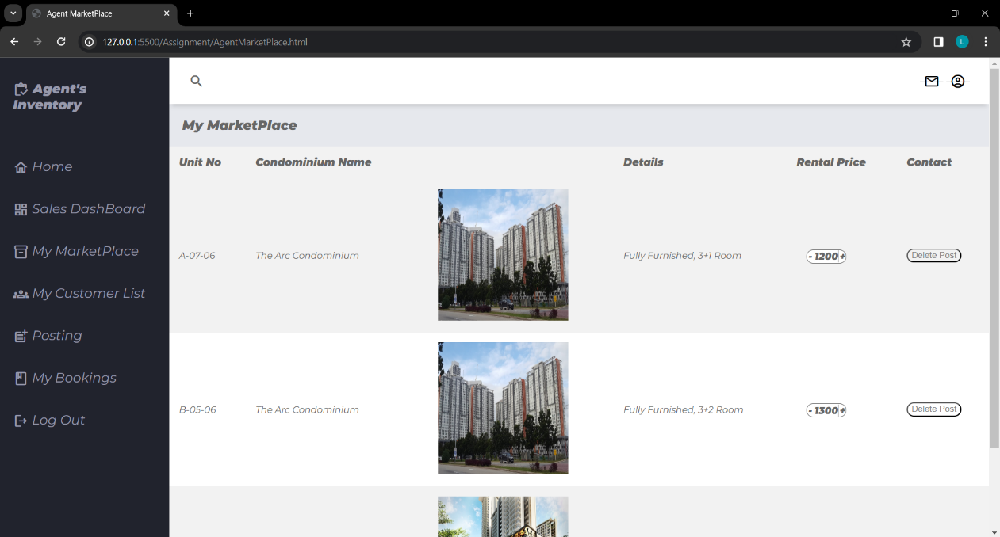 Agent MarketPlace
127.0.0.1:5500/Assignment/AgentMarketPlace.html
L
Agent's
Inventory
Home
Sales DashBoard
My MarketPlace
My Customer List
Posting
My Bookings
Log Out
My MarketPlace
Unit No Condominium Name Details Rental Price Contact
A-07-06 The Arc Condominium Fully Furnished, 3+1 Room - 1200 + Delete Post
B-05-06 The Arc Condominium Fully Furnished, 3+2 Room - 1300 + Delete Post